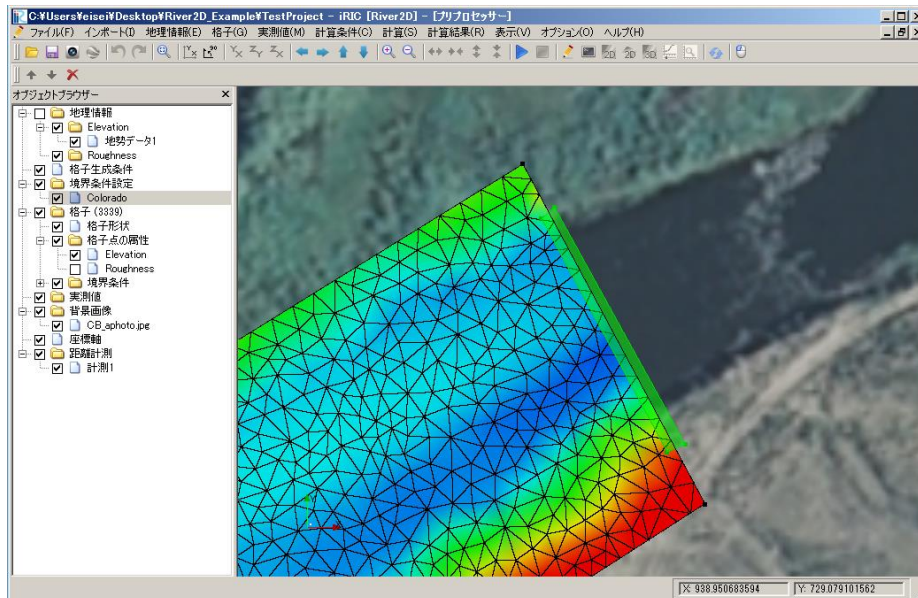 C:¥Users¥eisei¥Desktop¥River2D_Example¥TestProject - iRIC [River2D] - [プリプロセッサー]
ファイル(F) インポート(I) 地理情報(E) 格子(G) 実測値(M) 計算条件(C) 計算(S) 計算結果(R) 表示(V) オプション(O) ヘルプ(H)
オブジェクトブラウザー
地理情報
Elevation
地勢データ1
Roughness
格子生成条件
境界条件設定
Colorado
格子 (3339)
格子形状
格子点の属性
Elevation
Roughness
境界条件
実測値
背景画像
CB_aphoto.jpg
座標軸
距離計測
計測1
X: 938.950683594 Y: 729.079101562